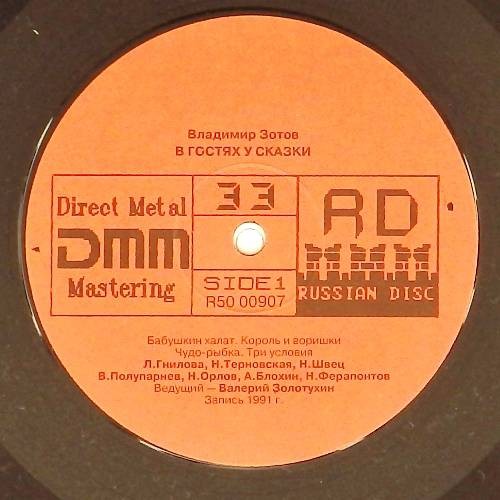 Владимир Зотов
В ГОСТЯХ У СКАЗКИ
Direct Metal
DMM
Mastering
33
SIDE 1
R50 00907
RD
RUSSIAN DISC
Бабушкин халат. Король и воришки
Чудо-рыбка. Три условия
Л.Гнилова, Н.Терновская, Н.Швец
В.Полупарнев, Н.Орлов, А.Блохин, Н.Ферапонтов
Ведущий — Валерий Золотухин
Запись 1991 г.